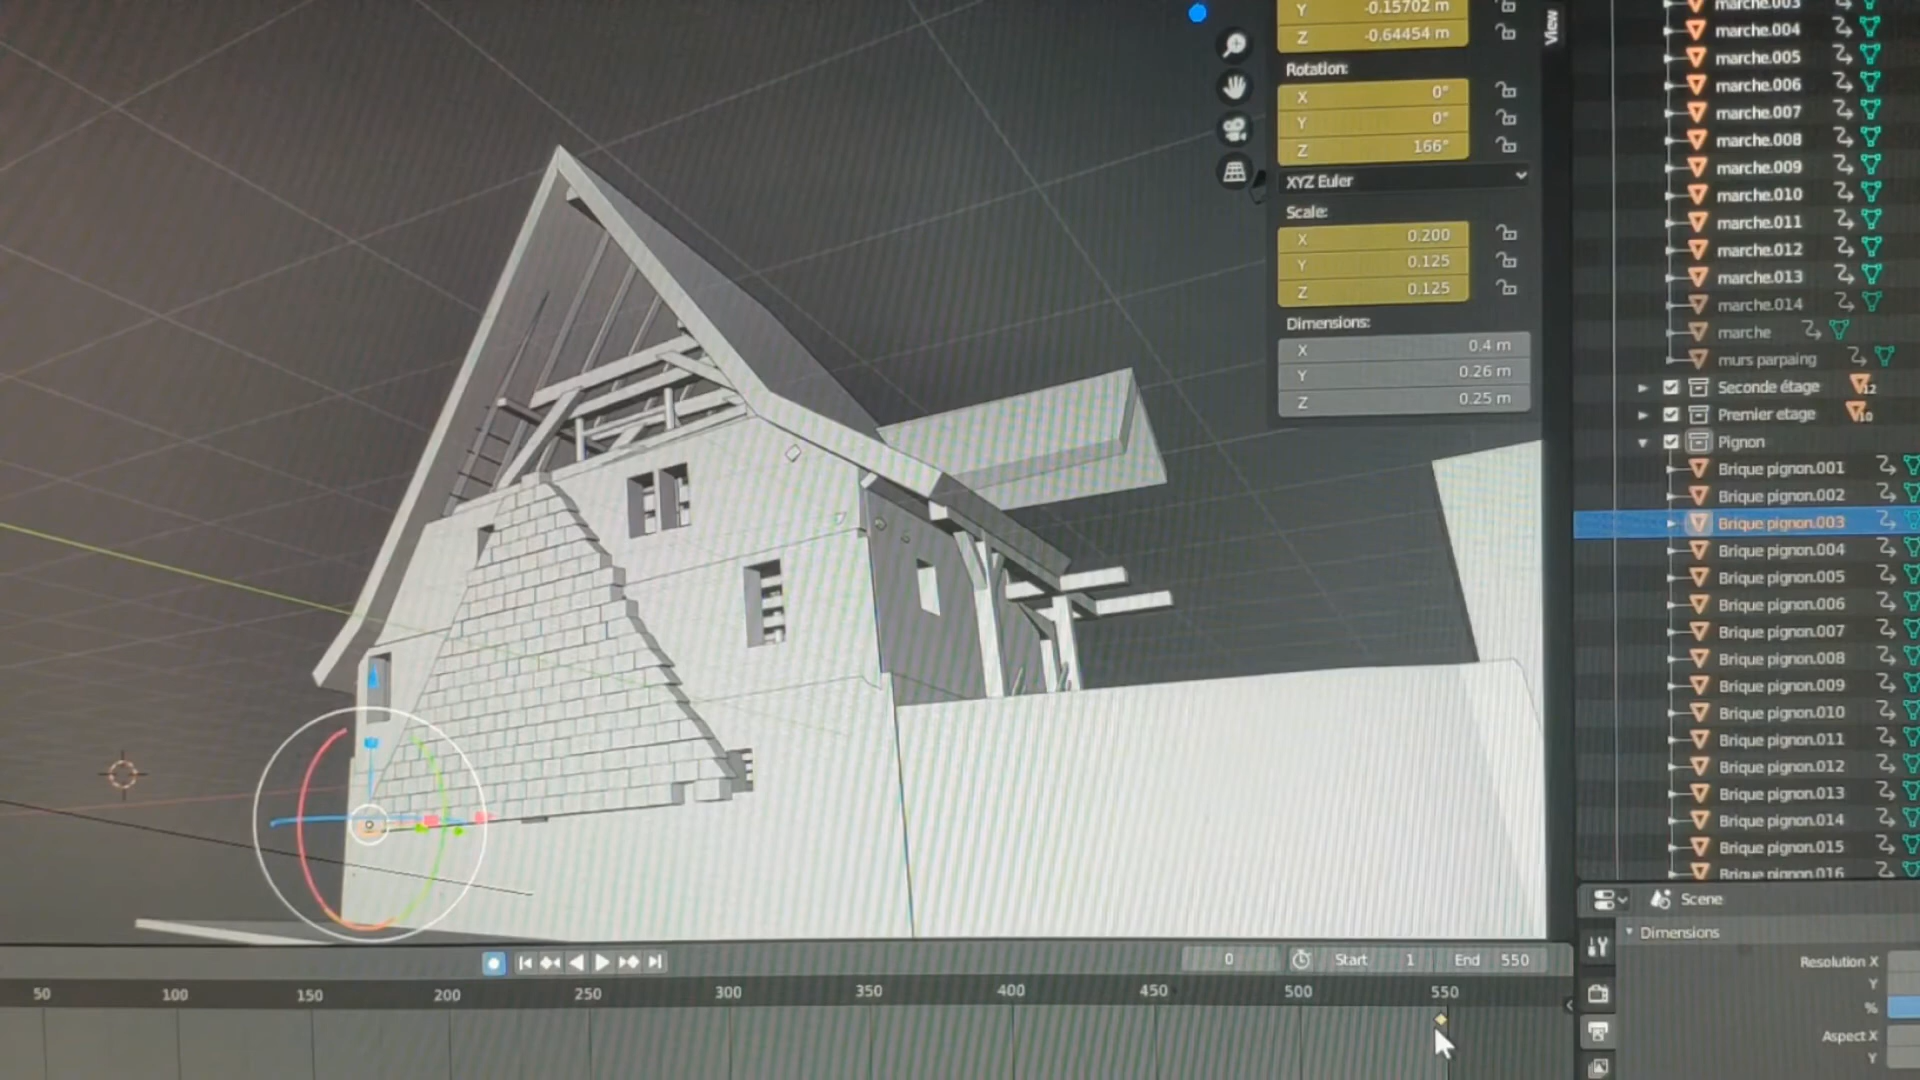 Y -0.15702 m
Z -0.64454 m
View
Rotation:
X 0°
Y 0°
Z 166°
XYZ Euler
Scale:
X 0.200
Y 0.125
Z 0.125
Dimensions:
X 0.4 m
Y 0.26 m
Z 0.25 m
marche.003
marche.004
marche.005
marche.006
marche.007
marche.008
marche.009
marche.010
marche.011
marche.012
marche.013
marche.014
marche
murs parpaing
Seconde étage 12
Premier etage 10
Pignon
Brique pignon.001
Brique pignon.002
Brique pignon.003
Brique pignon.004
Brique pignon.005
Brique pignon.006
Brique pignon.007
Brique pignon.008
Brique pignon.009
Brique pignon.010
Brique pignon.011
Brique pignon.012
Brique pignon.013
Brique pignon.014
Brique pignon.015
Brique pignon.016
Scene
Dimensions
Resolution X
Y
%
Aspect X
Y
0 Start 1 End 550
50 100 150 200 250 300 350 400 450 500 550